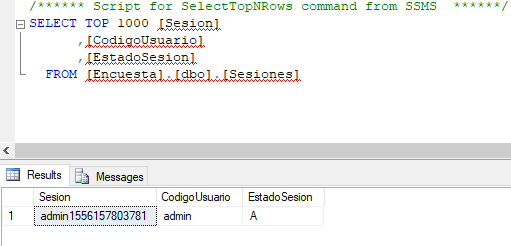 /****** Script for SelectTopNRows command from SSMS  ******/
SELECT TOP 1000 [Sesion]
      ,[CodigoUsuario]
      ,[EstadoSesion]
  FROM [Encuesta].[dbo].[Sesiones]
Results Messages
Sesion CodigoUsuario EstadoSesion
1 admin1556157803781 admin A